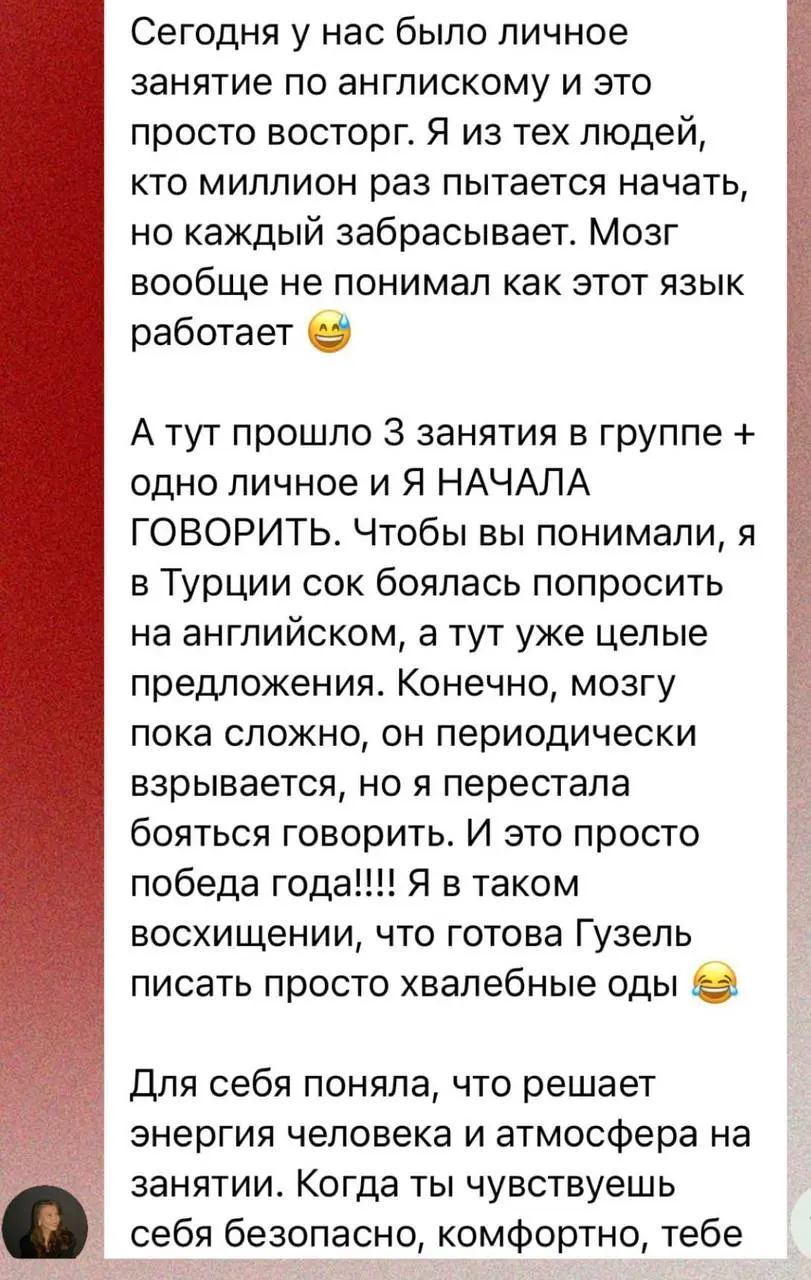 Сегодня у нас было личное
занятие по англискому и это
просто восторг. Я из тех людей,
кто миллион раз пытается начать,
но каждый забрасывает. Мозг
вообще не понимал как этот язык
работает 😅
А тут прошло 3 занятия в группе +
одно личное и Я НАЧАЛА
ГОВОРИТЬ. Чтобы вы понимали, я
в Турции сок боялась попросить
на английском, а тут уже целые
предложения. Конечно, мозгу
пока сложно, он периодически
взрывается, но я перестала
бояться говорить. И это просто
победа года!!!! Я в таком
восхищении, что готова Гузель
писать просто хвалебные оды 😂
Для себя поняла, что решает
энергия человека и атмосфера на
занятии. Когда ты чувствуешь
себя безопасно, комфортно, тебе